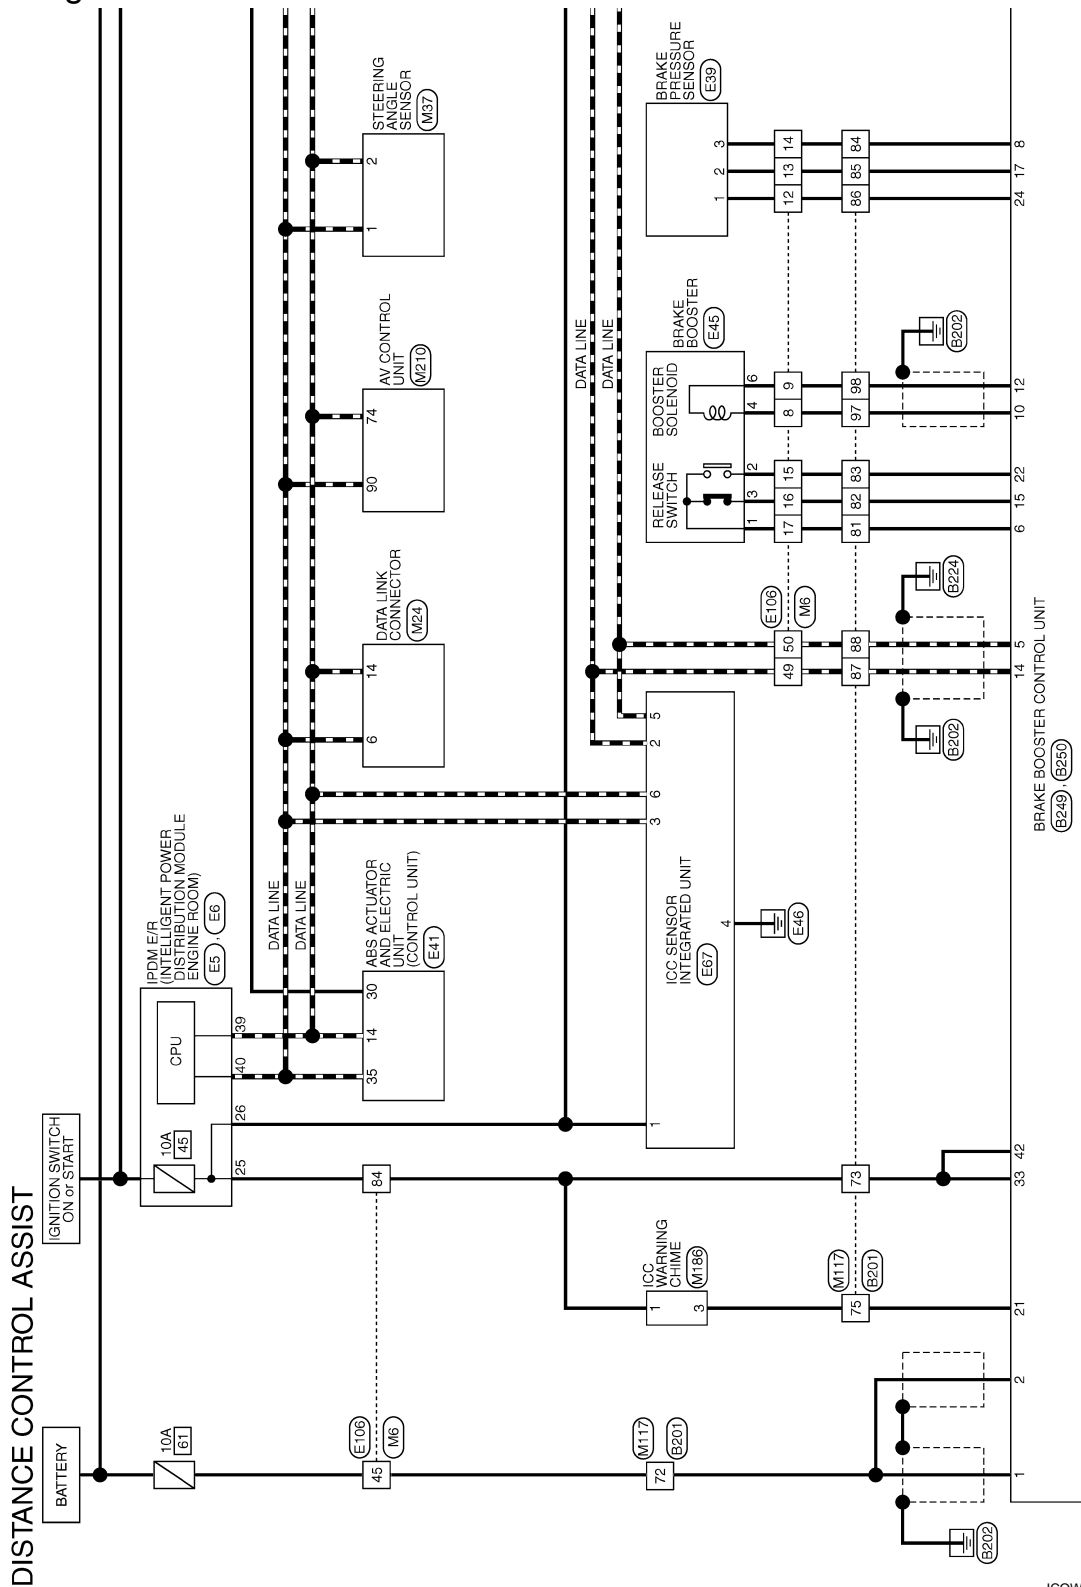 DISTANCE CONTROL ASSIST
BATTERY
IGNITION SWITCH
ON or START
10A
61
10A
45
CPU
IPDM E/R
(INTELLIGENT POWER
DISTRIBUTION MODULE
ENGINE ROOM)
E5 , E6
25
26
40
39
E106
M6
45
84
DATA LINE
DATA LINE
35
14
30
ABS ACTUATOR
AND ELECTRIC
UNIT
(CONTROL UNIT)
E41
6
14
DATA LINK
CONNECTOR
M24
90
74
AV CONTROL
UNIT
M210
1
2
STEERING
ANGLE
SENSOR
M37
DATA LINE
DATA LINE
M117
B201
72
1
3
ICC
WARNING
CHIME
M186
1
3
6
2
5
ICC SENSOR
INTEGRATED UNIT
E67
4
E46
RELEASE
SWITCH
BOOSTER
SOLENOID
BRAKE
BOOSTER
E45
1
3
2
4
6
BRAKE
PRESSURE
SENSOR
E39
1
2
3
E106
M6
49
50
17
16
15
8
9
12
13
14
M117
B201
75
73
87
88
81
82
83
97
98
86
85
84
B202
B202
B224
B202
1
2
21
33
42
14
5
6
15
22
10
12
24
17
8
BRAKE BOOSTER CONTROL UNIT
B249 , B250